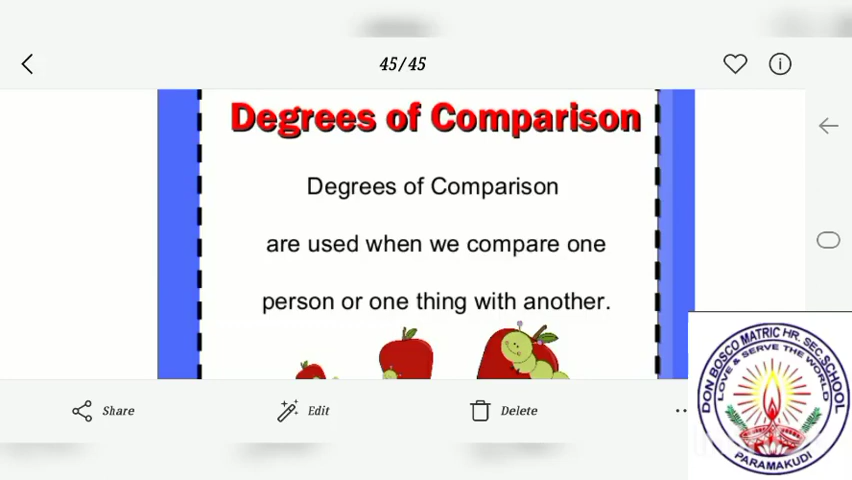 45/45
Degrees of Comparison
Degrees of Comparison
are used when we compare one
person or one thing with another.
Share
Edit
Delete
DON BOSCO MATRIC HR. SEC. SCHOOL
LOVE & SERVE THE WORLD
PARAMAKUDI